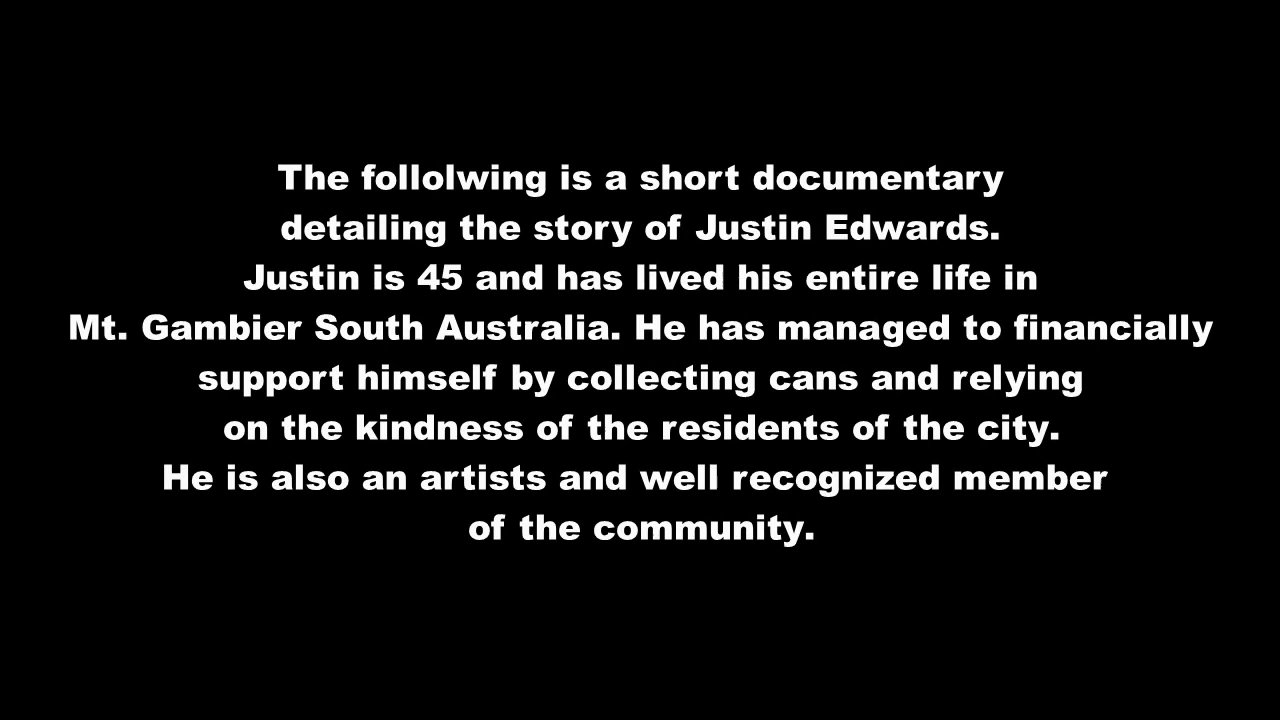 The follolwing is a short documentary
detailing the story of Justin Edwards.
Justin is 45 and has lived his entire life in
Mt. Gambier South Australia. He has managed to financially
support himself by collecting cans and relying
on the kindness of the residents of the city.
He is also an artists and well recognized member
of the community.